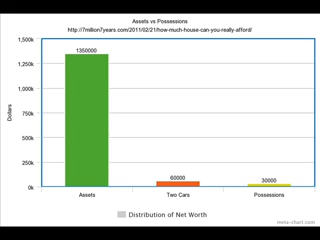 Assets vs Possessions
http://7million7years.com/2011/02/21/how-much-house-can-you-really-afford/
1,500k
1350000
1,250k
1,000k
Dollars
750k
500k
250k
60000
30000
0k
Assets Two Cars Possessions
Distribution of Net Worth
meta-chart.com